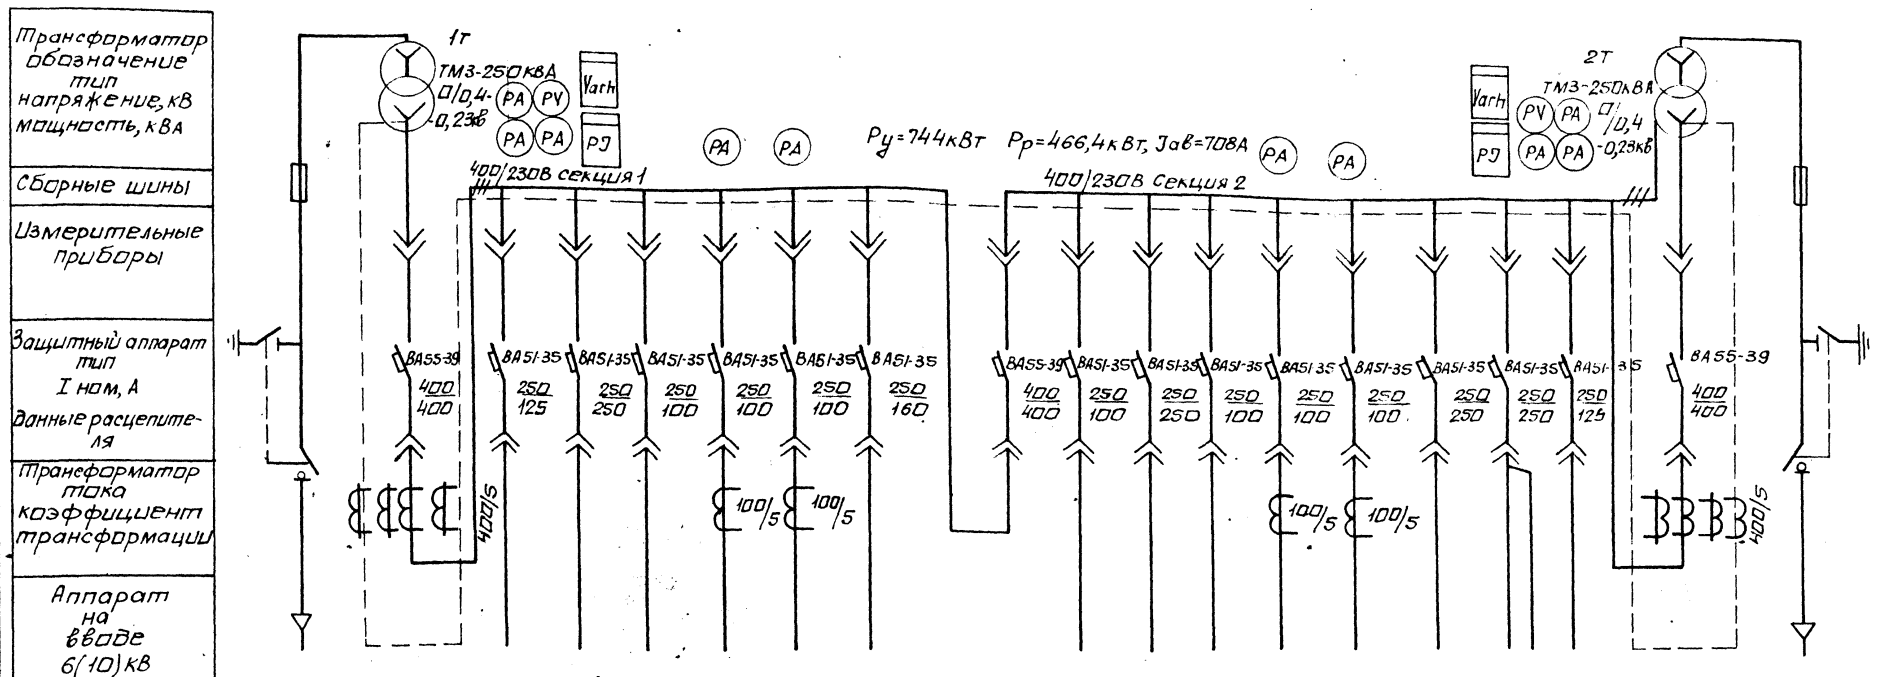 Трансформатор
обозначение
тип
напряжение, кВ
мощность, кВА
Сборные шины
Измерительные
приборы
Защитный аппарат
тип
I ном, А
Данные расцепите-
ля
Трансформатор
тока
коэффициент
трансформации
Аппарат
на
вводе
6(10) кВ
1Т
ТМЗ-250кВА
0/0,4-
-0,23кВ
PA PV
PA PA
Varh
PJ
PA PA
Ру=744кВт Рр=466,4кВт, Jав=708А
PA PA
2Т
ТМЗ-250кВА
0/0,4
-0,23кВ
PV PA
PA PA
Varh
PJ
400/230В секция 1
400/230В секция 2
ВА55-39 ВА51-35 ВА51-35 ВА51-35 ВА51-35 ВА51-35 ВА51-35 ВА55-39 ВА51-35 ВА51-35 ВА51-35 ВА51-35 ВА51-35 ВА51-35 ВА51-35 ВА51-35 ВА55-39
400 250 250 250 250 250 250 400 250 250 250 250 250 250 250 250 400
400 125 250 100 100 100 160 400 100 250 100 100 100 250 250 125 400
400/5 100/5 100/5 100/5 100/5 400/5